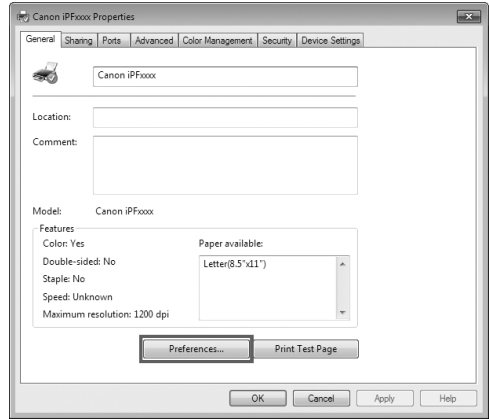 Canon iPFxxxx Properties
General Sharing Ports Advanced Color Management Security Device Settings
Canon iPFxxxx
Location:
Comment:
Model: Canon iPFxxxx
Features
Color: Yes Paper available:
Double-sided: No Letter(8.5"x11")
Staple: No
Speed: Unknown
Maximum resolution: 1200 dpi
Preferences... Print Test Page
OK Cancel Apply Help